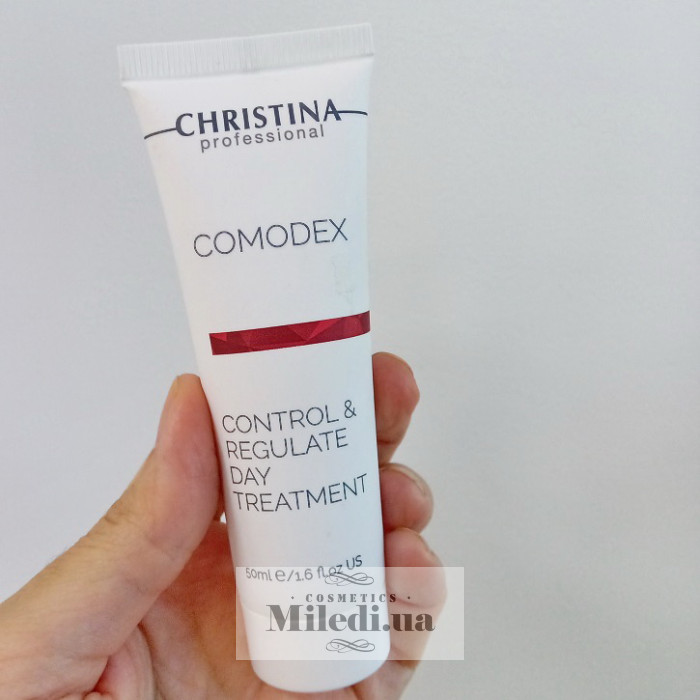 CHRISTINA
professional
COMODEX
CONTROL &
REGULATE
DAY
TREATMENT
50ml e/1.6 fl.oz US
· COSMETICS ·
Miledi.ua